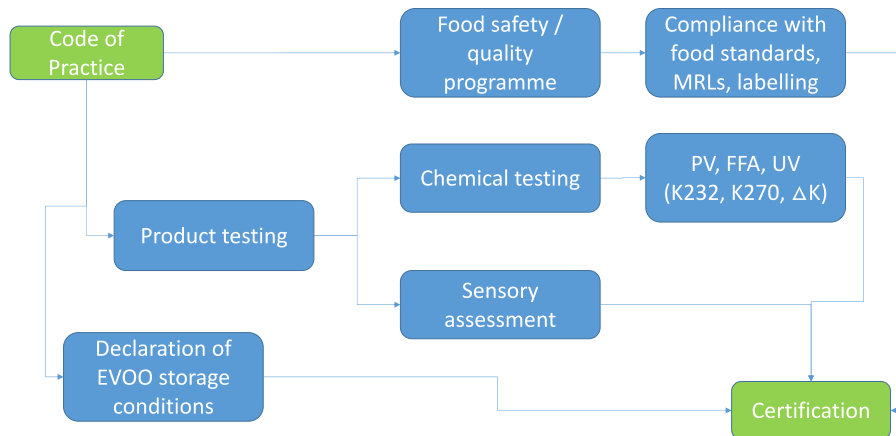 Code of
Practice
Food safety /
quality
programme
Compliance with
food standards,
MRLs, labelling
Chemical testing
PV, FFA, UV
(K232, K270, △K)
Product testing
Sensory
assessment
Declaration of
EVOO storage
conditions
Certification